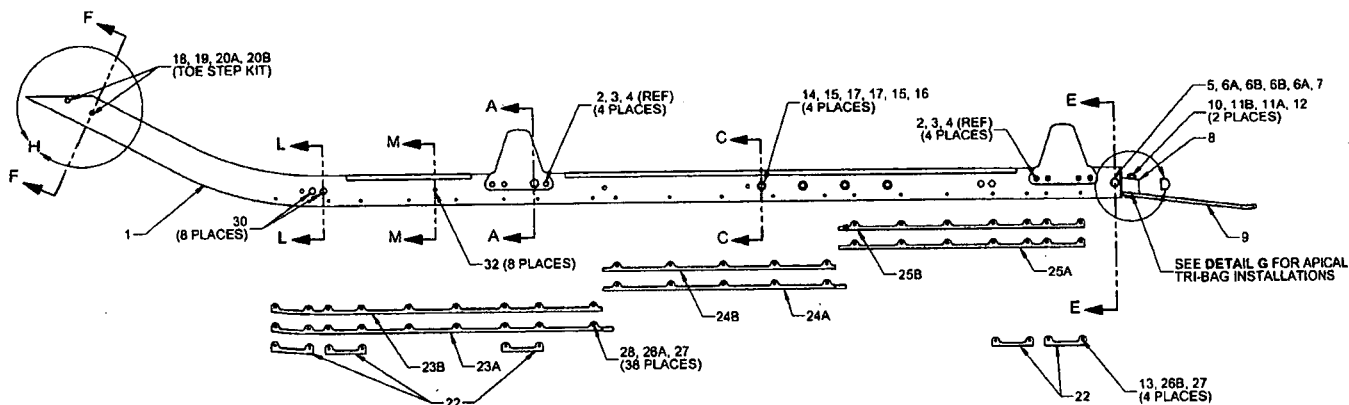 F
18, 19, 20A, 20B
(TOE STEP KIT)
H
F
1
30
(8 PLACES)
L
L
M
M
32 (8 PLACES)
A
A
2, 3, 4 (REF)
(4 PLACES)
14, 15, 17, 17, 15, 16
(4 PLACES)
C
C
2, 3, 4 (REF)
(4 PLACES)
E
E
5, 6A, 6B, 6B, 6A, 7
10, 11B, 11A, 12
(2 PLACES)
8
9
SEE DETAIL G FOR APICAL
TRI-BAG INSTALLATIONS
25B
25A
24B
24A
23B
23A
28, 26A, 27
(38 PLACES)
22
22
13, 26B, 27
(4 PLACES)